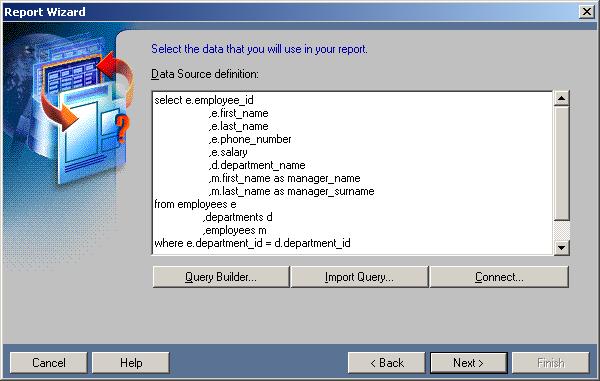 Report Wizard
Select the data that you will use in your report.
Data Source definition:
select e.employee_id
,e.first_name
,e.last_name
,e.phone_number
,e.salary
,d.department_name
,m.first_name as manager_name
,m.last_name as manager_surname
from employees e
,departments d
,employees m
where e.department_id = d.department_id
Query Builder... Import Query... Connect...
Cancel Help < Back Next > Finish